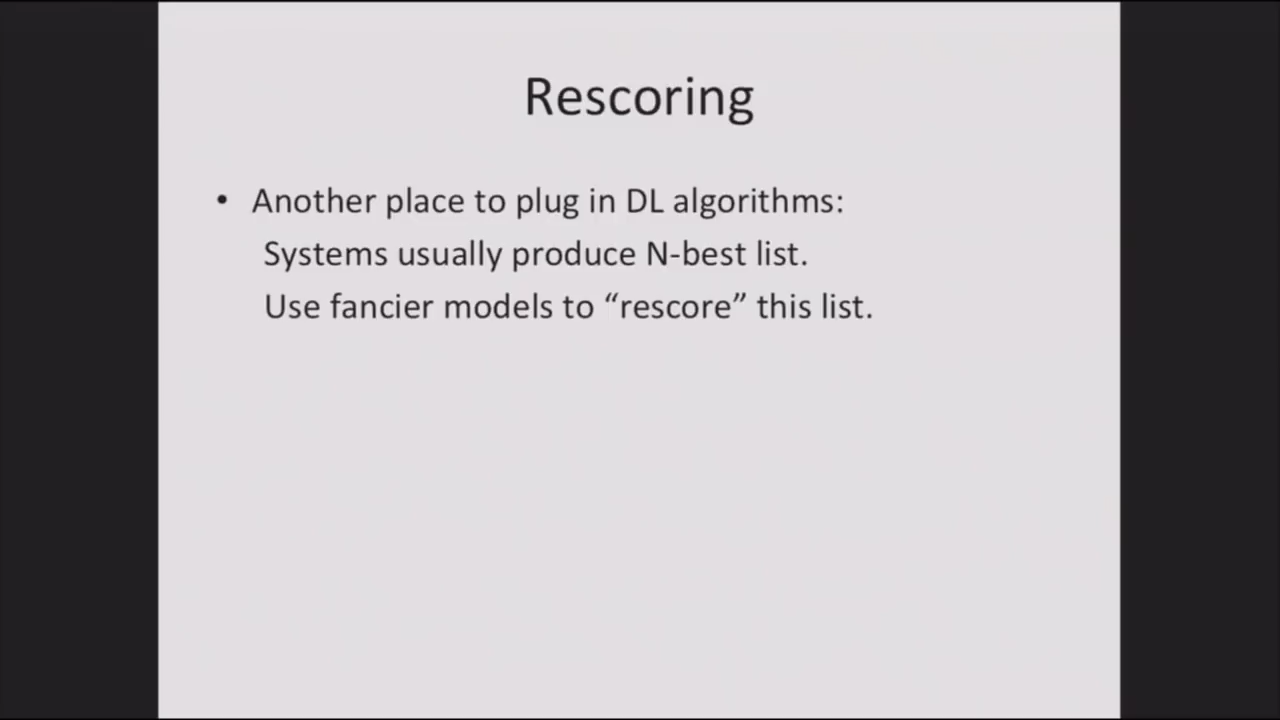 Rescoring
• Another place to plug in DL algorithms:
Systems usually produce N-best list.
Use fancier models to “rescore” this list.